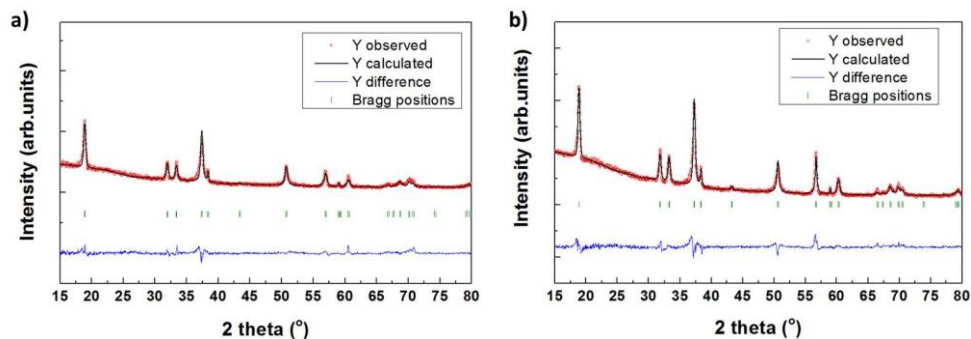 a)
Y observed
Y calculated
Y difference
Bragg positions
Intensity (arb.units)
15 20 25 30 35 40 45 50 55 60 65 70 75 80
2 theta (°)
b)
Y observed
Y calculated
Y difference
Bragg positions
Intensity (arb.units)
15 20 25 30 35 40 45 50 55 60 65 70 75 80
2 theta (°)